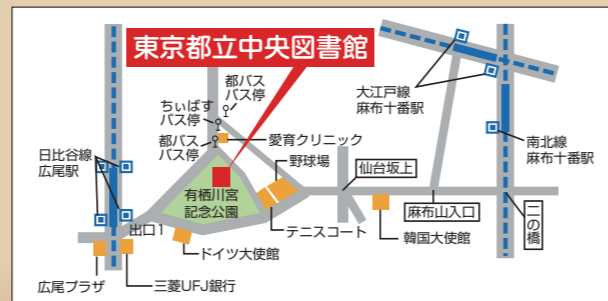 東京都立中央図書館
都バス
バス停
ちぃばす
バス停
都バス
バス停
愛育クリニック
大江戸線
麻布十番駅
日比谷線
広尾駅
野球場
仙台坂上
南北線
麻布十番駅
有栖川宮
記念公園
麻布山入口
二の橋
出口1
テニスコート
韓国大使館
ドイツ大使館
広尾プラザ
三菱UFJ銀行